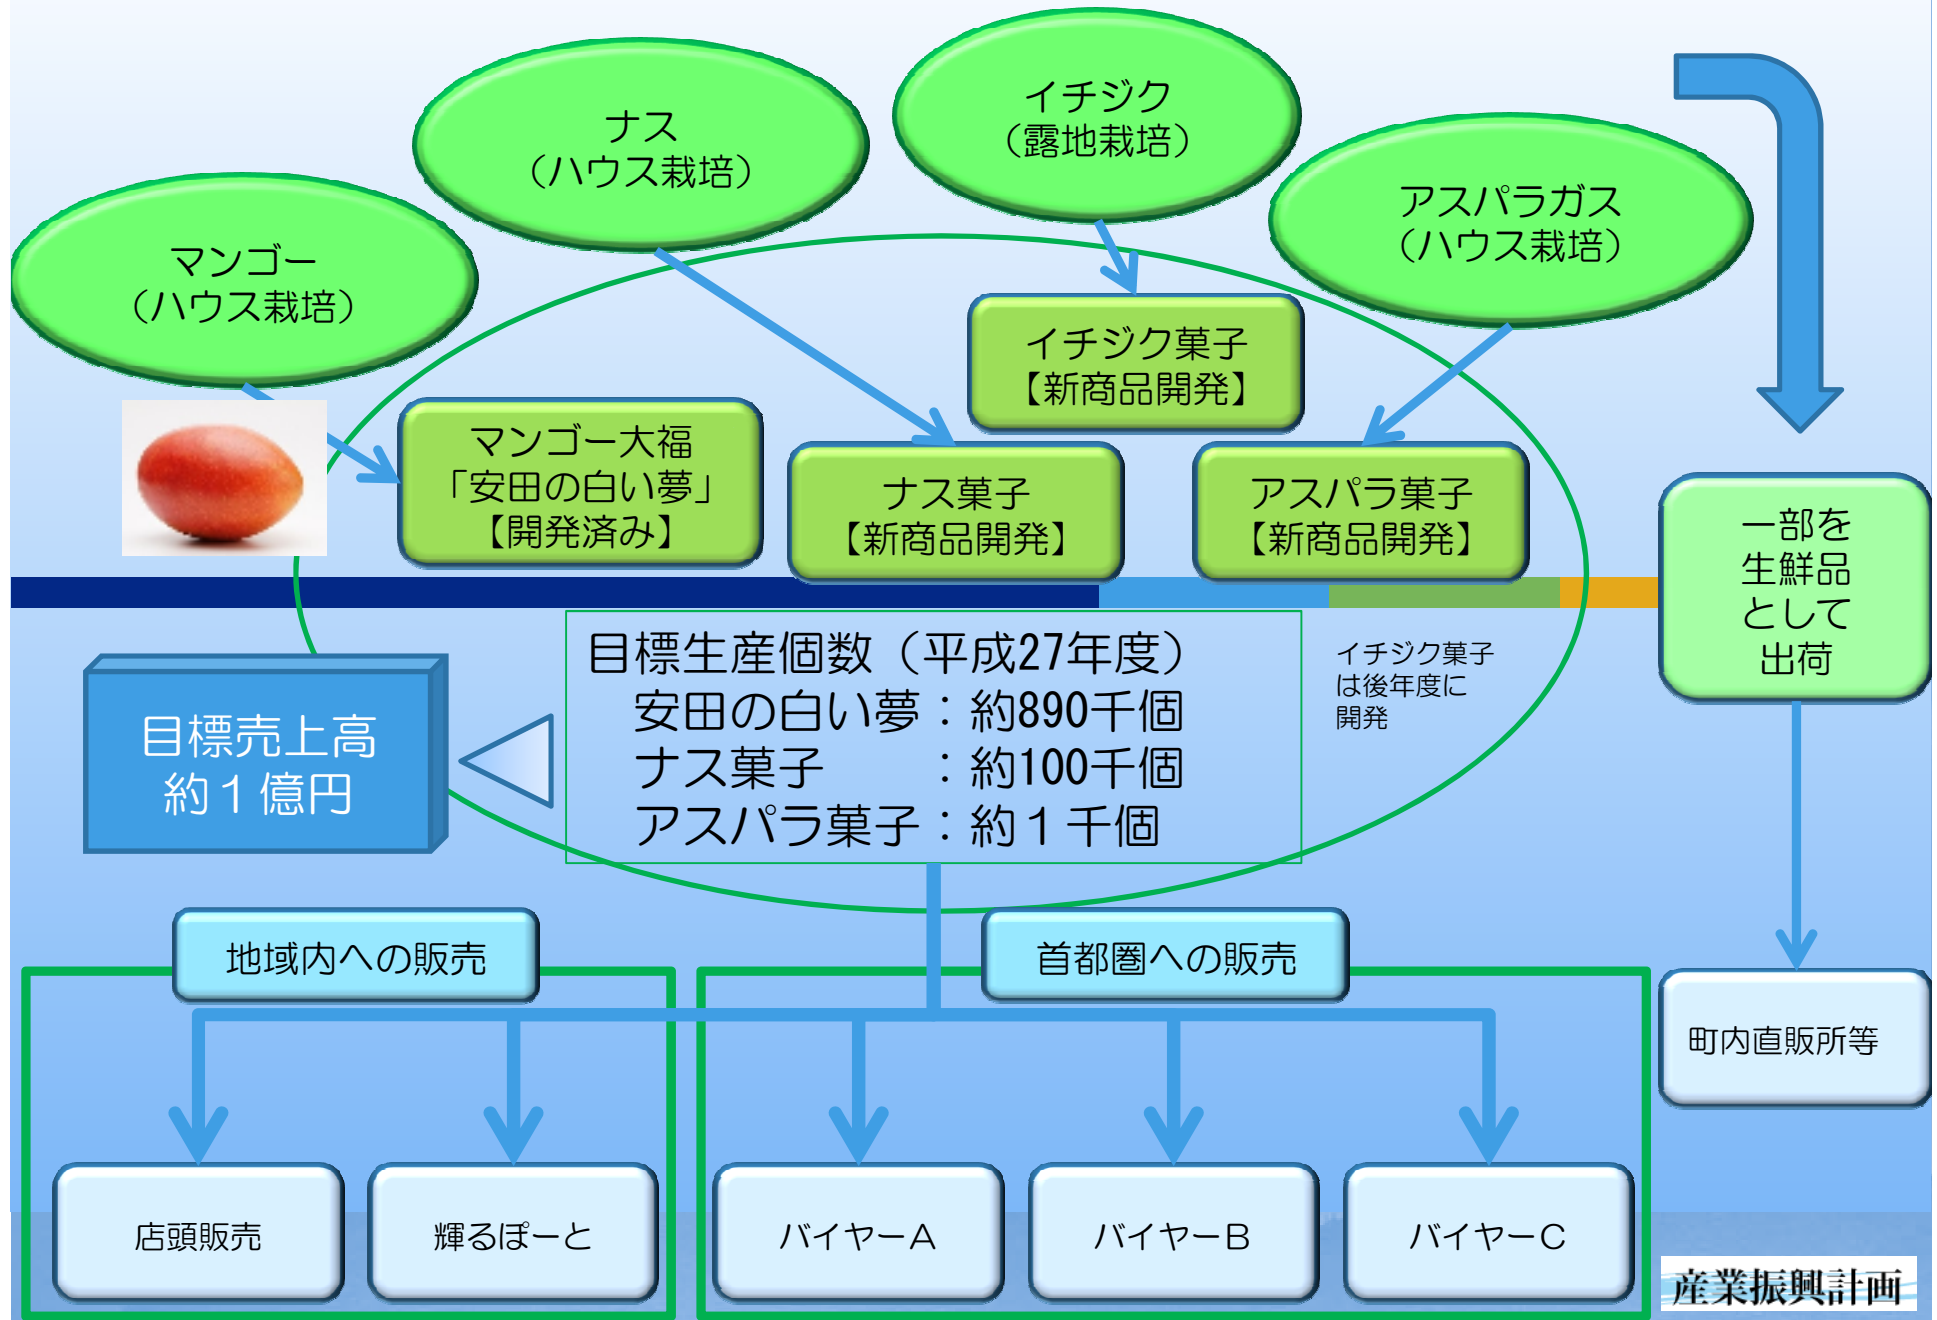 イチジク
（露地栽培）
ナス
（ハウス栽培）
アスパラガス
（ハウス栽培）
マンゴー
（ハウス栽培）
イチジク菓子
【新商品開発】
マンゴー大福
「安田の白い夢」
【開発済み】
ナス菓子
【新商品開発】
アスパラ菓子
【新商品開発】
一部を
生鮮品
として
出荷
目標生産個数（平成27年度）
安田の白い夢：約890千個
ナス菓子　　：約100千個
アスパラ菓子：約１千個
イチジク菓子
は後年度に
開発
目標売上高
約１億円
地域内への販売
首都圏への販売
町内直販所等
店頭販売
輝るぽーと
バイヤーA
バイヤーB
バイヤーC
産業振興計画